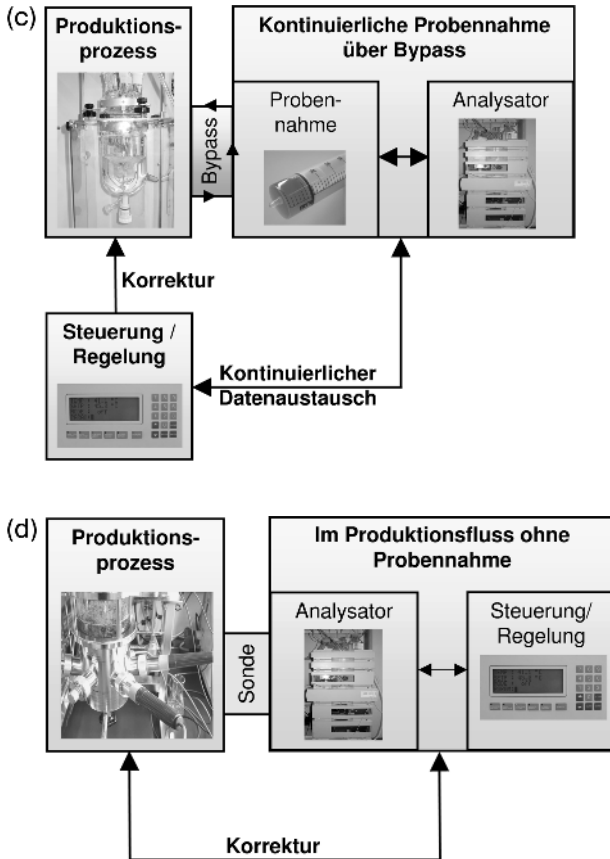 (c)
Produktions-
prozess
Kontinuierliche Probennahme
über Bypass
Bypass
Proben-
nahme
Analysator
Korrektur
Steuerung /
Regelung
Kontinuierlicher
Datenaustausch
(d)
Produktions-
prozess
Im Produktionsfluss ohne
Probennahme
Sonde
Analysator
Steuerung/
Regelung
Korrektur